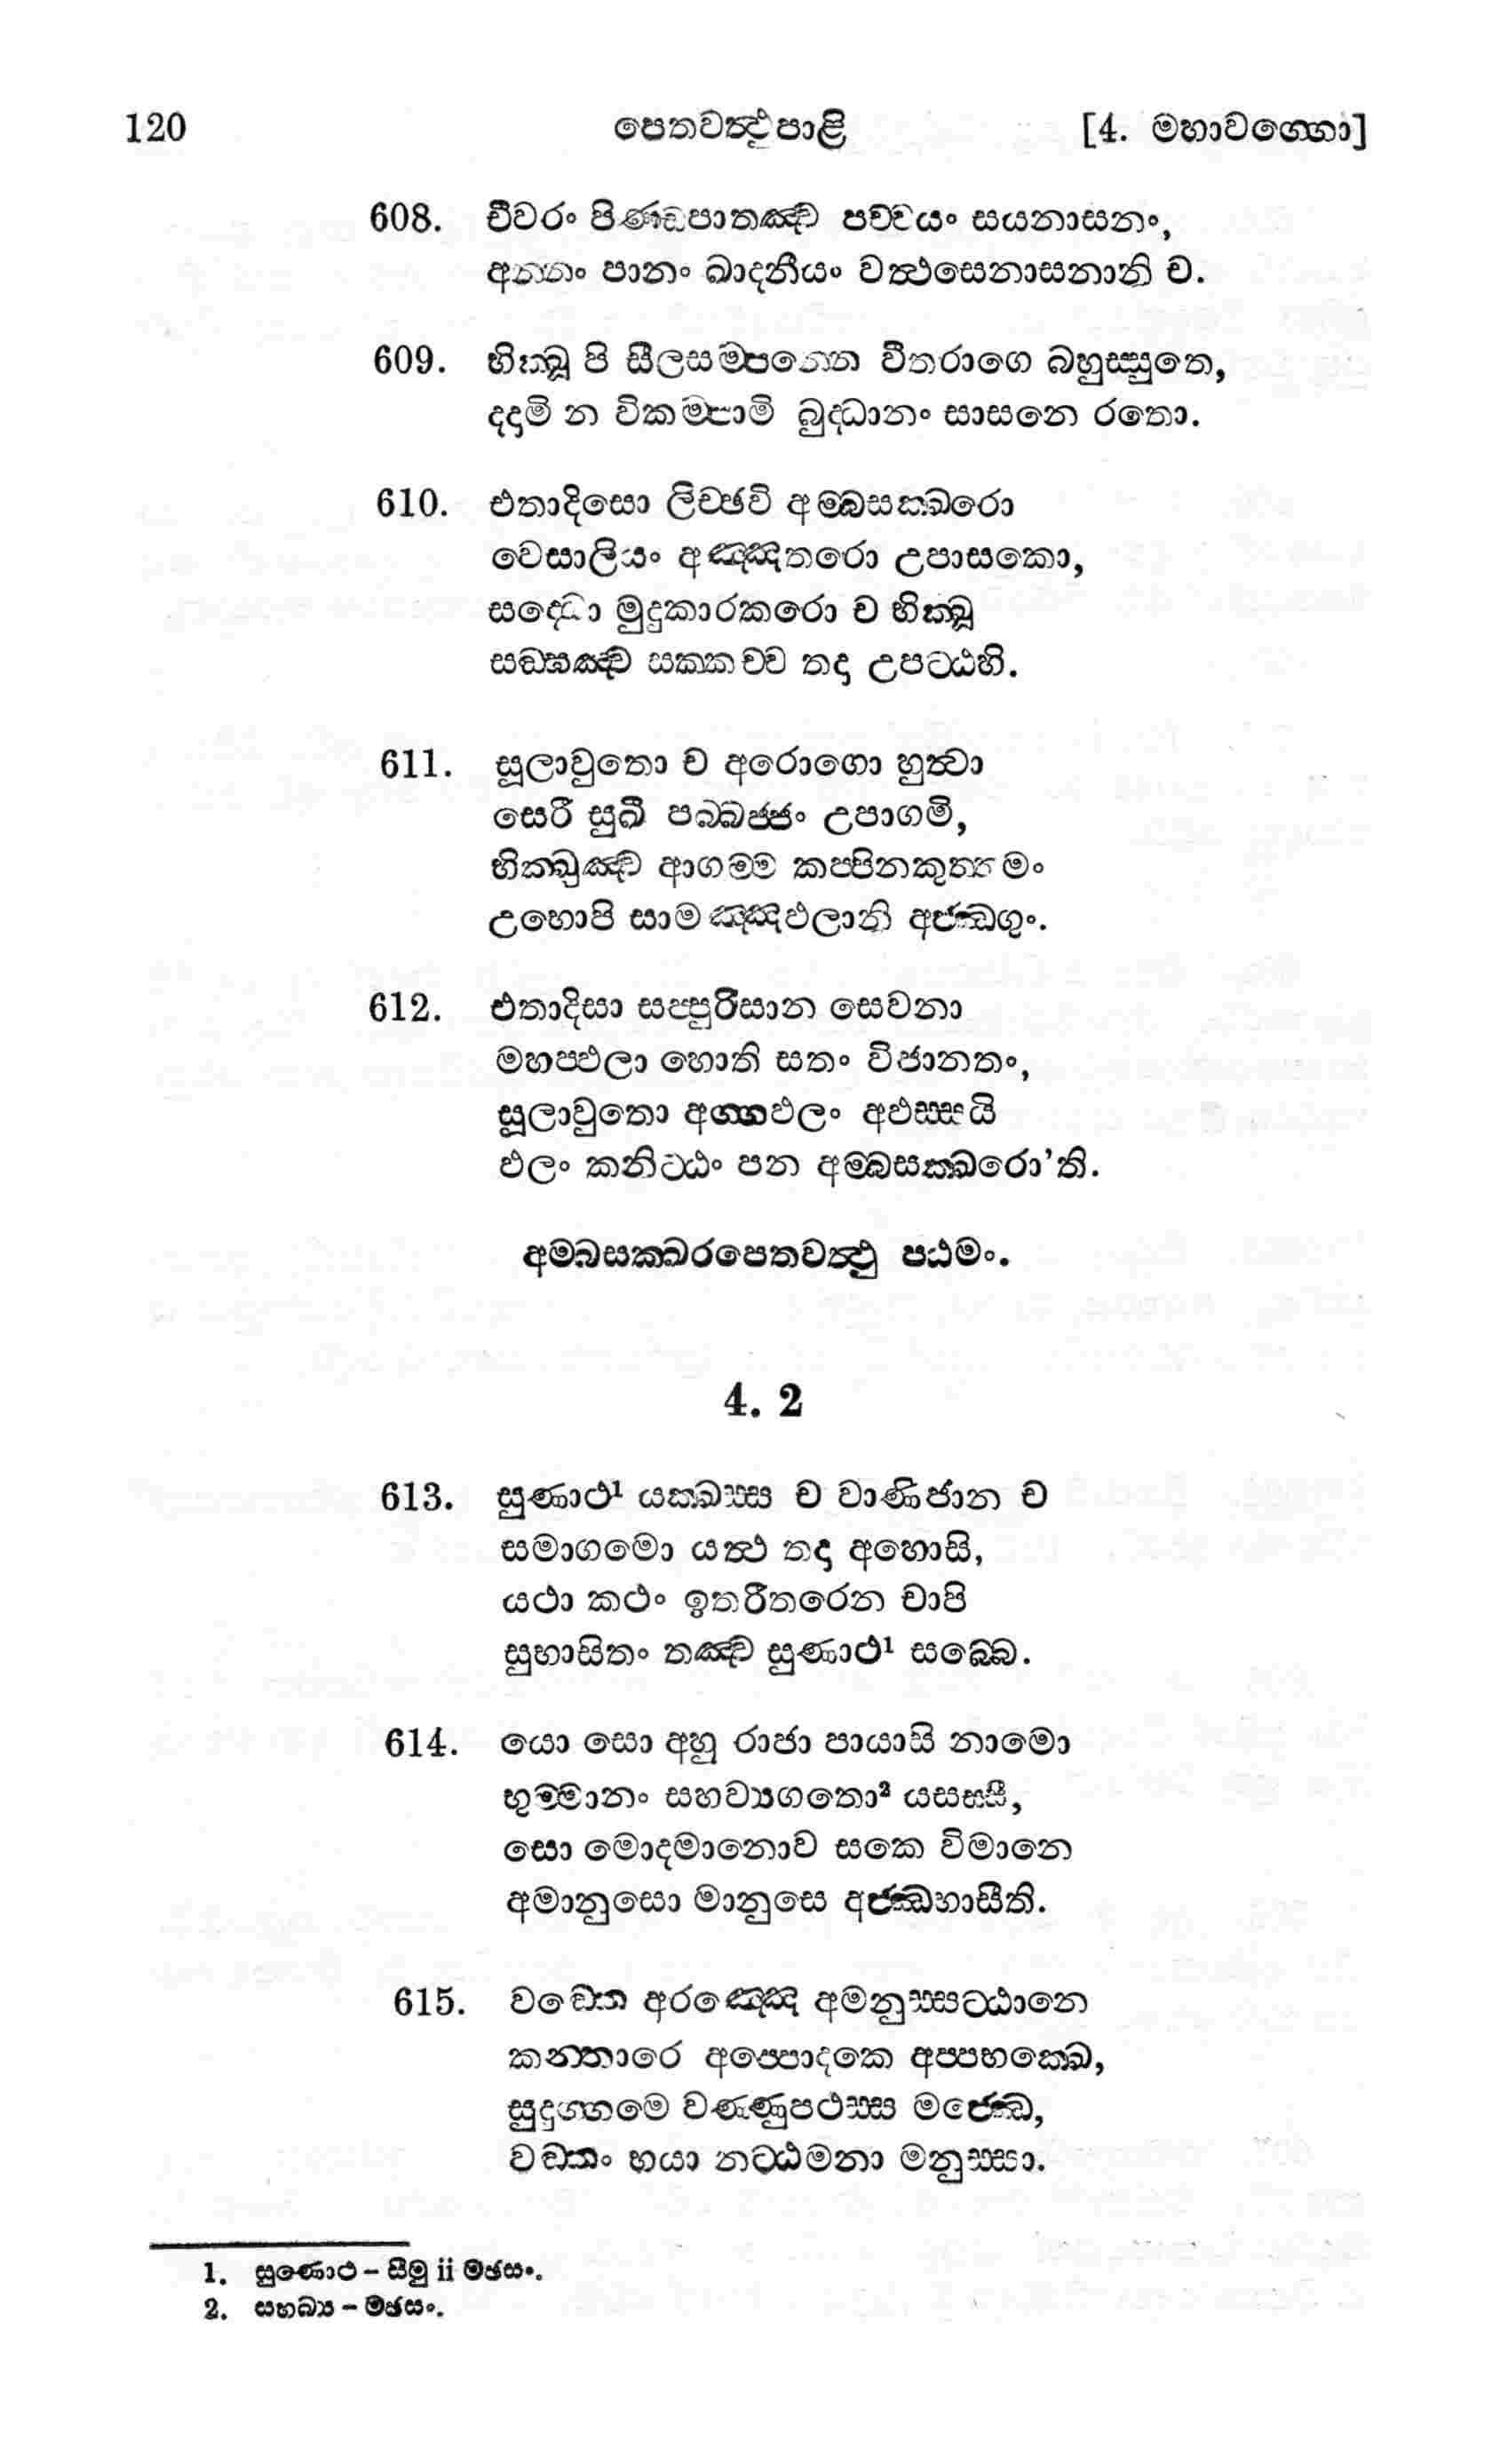 120 පෙතවත්‍ථුපාළි [4. මහාවග්ගො]
608. චීවරං පිණ්ඩපාතඤ්ච පච්චයං සයනාසනං,
අන්නං පානං ඛාදනීයං වත්‍ථසෙනාසනානි ච.
609. භික්ඛූ පි සීලසම්පන්නෙ වීතරාගෙ බහුස්සුතෙ,
දදාමි න විකම්පාමි බුද්ධානං සාසනෙ රතො.
610. එතාදිසො ලිච්ඡවි අම්බසක්ඛරො
වෙසාලියං අඤ්ඤතරො උපාසකො,
සද්ධො මුදුකාරකරො ච භික්ඛූ
සඞ්ඝඤ්ච සක්කච්ච තදා උපට්ඨහි.
611. සූලාවුතො ච අරොගො හුත්‍වා
සෙරී සුඛී පබ්බජ්ජං උපාගමි,
භික්ඛුඤ්ච ආගම්ම කප්පිනකුත්තමං
උභොපි සාමඤ්ඤඵලානි අජ්ඣගුං.
612. එතාදිසා සප්පුරිසාන සෙවනා
මහප්ඵලා හොති සතං විජානතං,
සූලාවුතො අග්ගඵලං අඵස්සයි
ඵලං කනිට්ඨං පන අම්බසක්ඛරො’ති.
අම්බසක්ඛරපෙතවත්‍ථු පඨමං.
4. 2
613. සුණාථ¹ යක්ඛස්ස ච වාණිජාන ච
සමාගමො යත්‍ථ තදා අහොසි,
යථා කථං ඉතරීතරෙන චාපි
සුභාසිතං තඤ්ච සුණාථ¹ සබ්බෙ.
614. යො සො අහු රාජා පායාසි නාමො
භුම්මානං සහව්‍යගතො² යසස්සී,
සො මොදමානොව සකෙ විමානෙ
අමානුසො මානුසෙ අජ්ඣභාසීති.
615. වඞ්කෙ අරඤ්ඤෙ අමනුස්සට්ඨානෙ
කන්තාරෙ අප්පොදකෙ අප්පභක්ඛෙ,
සුදුග්ගමෙ වණ්ණුපථස්ස මජ්ඣෙ,
වඞ්කං භයා නට්ඨමනා මනුස්සා.
1. සුණොථ – සීමු ii මඡසං.
2. සහබ්‍ය – මඡසං.